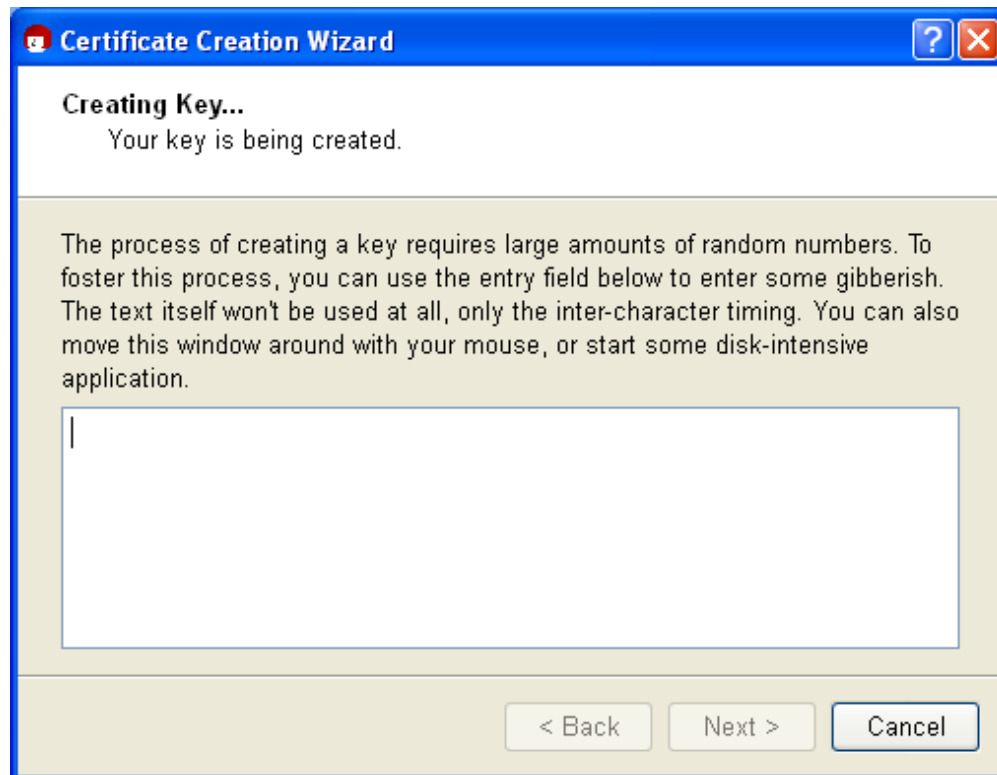 Certificate Creation Wizard
Creating Key...
Your key is being created.
The process of creating a key requires large amounts of random numbers. To
foster this process, you can use the entry field below to enter some gibberish.
The text itself won't be used at all, only the inter-character timing. You can also
move this window around with your mouse, or start some disk-intensive
application.
< Back Next > Cancel